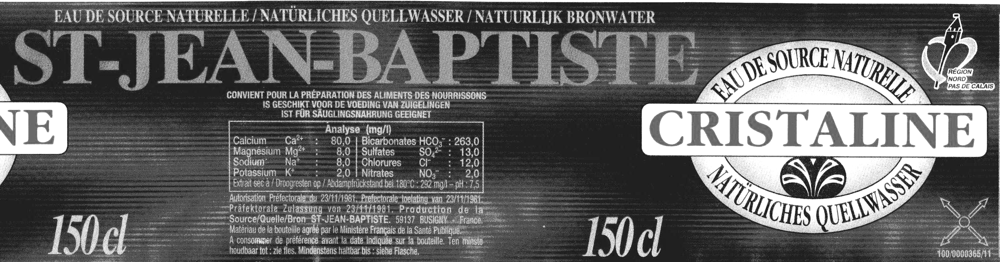 EAU DE SOURCE NATURELLE / NATÜRLICHES QUELLWASSER / NATUURLIJK BRONWATER
ST-JEAN-BAPTISTE
CONVIENT POUR LA PRÉPARATION DES ALIMENTS DES NOURRISSONS
IS GESCHIKT VOOR DE VOEDING VAN ZUIGELINGEN
IST FÜR SÄUGLINGSNAHRUNG GEEIGNET
Analyse (mg/l)
Calcium Ca²⁺ : 80,0 Bicarbonates HCO₃⁻ : 263,0
Magnésium Mg²⁺ : 8,0 Sulfates SO₄²⁻ : 13,0
Sodium Na⁺ : 8,0 Chlorures Cl⁻ : 12,0
Potassium K⁺ : 2,0 Nitrates NO₃⁻ : 2,0
Extrait sec à / Droogresten op / Abdampfrückstand bei 180°C : 292 mg/l – pH : 7,5
Autorisation Préfectorale du 23/11/1981. Prefectorale toelating van 23/11/1981.
Präfektorale Zulassung von 23/11/1981. Production de la
Source/Quelle/Bron ST-JEAN-BAPTISTE. 59137 BUSIGNY - France.
Matériau de la bouteille agréé par le Ministère Français de la Santé Publique.
A consommer de préférence avant la date indiquée sur la bouteille. Ten minste
houdbaar tot : zie fles. Mindenstens haltbar bis : siehe Flasche.
NE
150 cl
150 cl
EAU DE SOURCE NATURELLE
CRISTALINE
NATÜRLICHES QUELLWASSER
RÉGION
NORD
PAS DE CALAIS
100/0008365/11